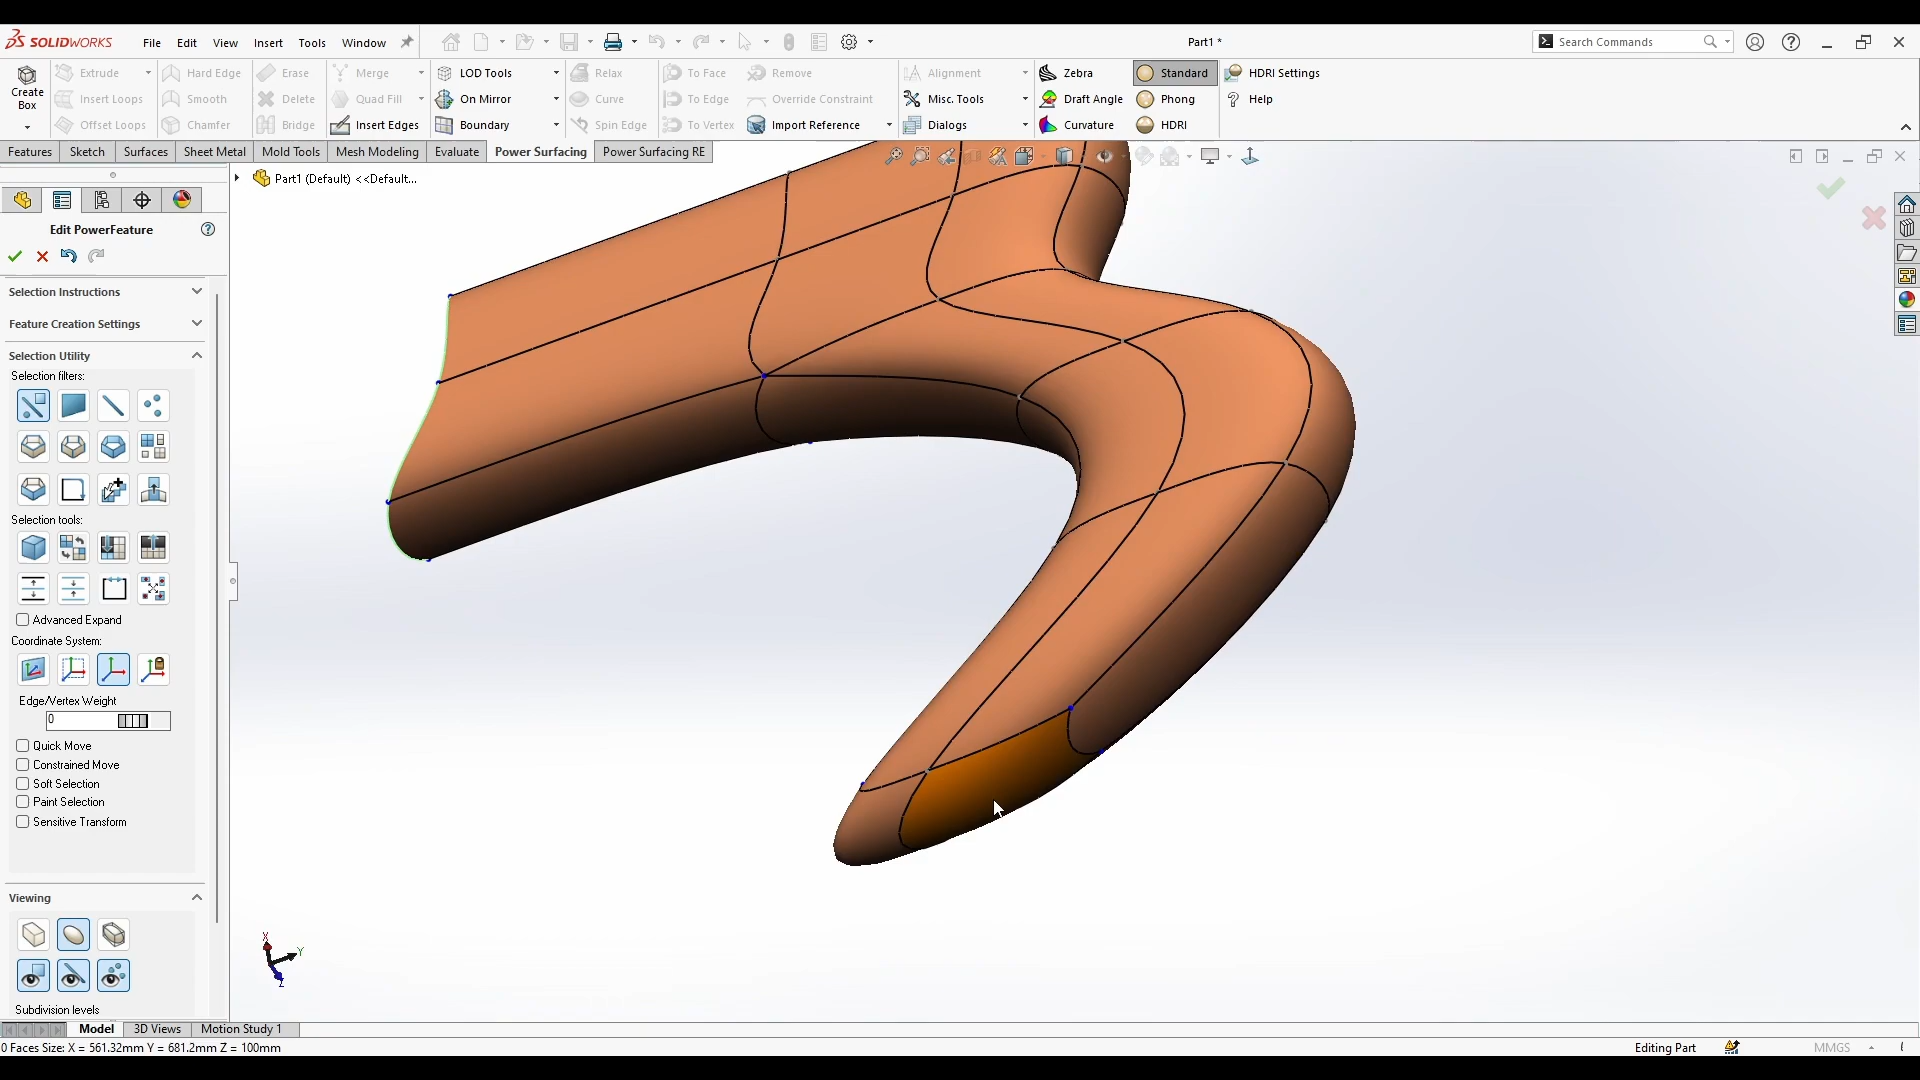 SOLIDWORKS File Edit View Insert Tools Window Part1 * Search Commands
Create Box
Extrude Hard Edge Erase Merge LOD Tools Relax To Face Remove Alignment Zebra Standard HDRI Settings
Insert Loops Smooth Delete Quad Fill On Mirror Curve To Edge Override Constraint Misc. Tools Draft Angle Phong Help
Offset Loops Chamfer Bridge Insert Edges Boundary Spin Edge To Vertex Import Reference Dialogs Curvature HDRI
Features Sketch Surfaces Sheet Metal Mold Tools Mesh Modeling Evaluate Power Surfacing Power Surfacing RE
Part1 (Default) <<Default...
Edit PowerFeature
Selection Instructions
Feature Creation Settings
Selection Utility
Selection filters:
Selection tools:
Advanced Expand
Coordinate System:
Edge/Vertex Weight
0
Quick Move
Constrained Move
Soft Selection
Paint Selection
Sensitive Transform
Viewing
Subdivision levels
X
Y
Z
Model 3D Views Motion Study 1
0 Faces Size: X = 561.32mm Y = 681.2mm Z = 100mm Editing Part MMGS